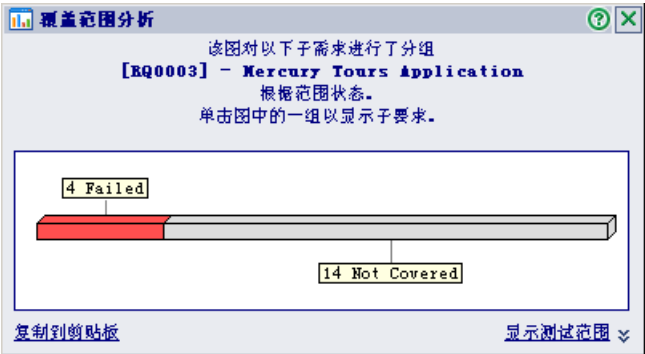 覆盖范围分析
该图对以下子需求进行了分组
[RQ0003] - Mercury Tours Application
根据范围状态。
单击图中的一组以显示子要求。
4 Failed
14 Not Covered
复制到剪贴板 显示测试范围